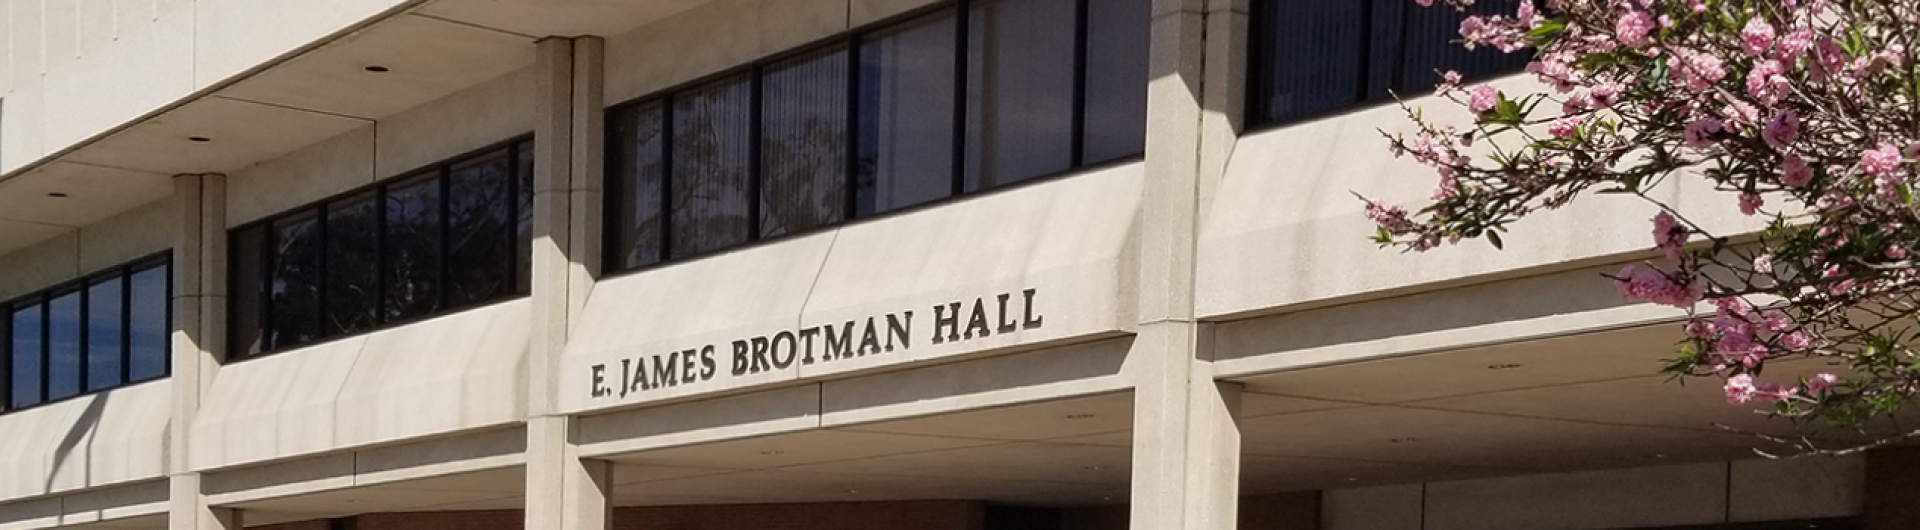 E. JAMES BROTMAN HALL